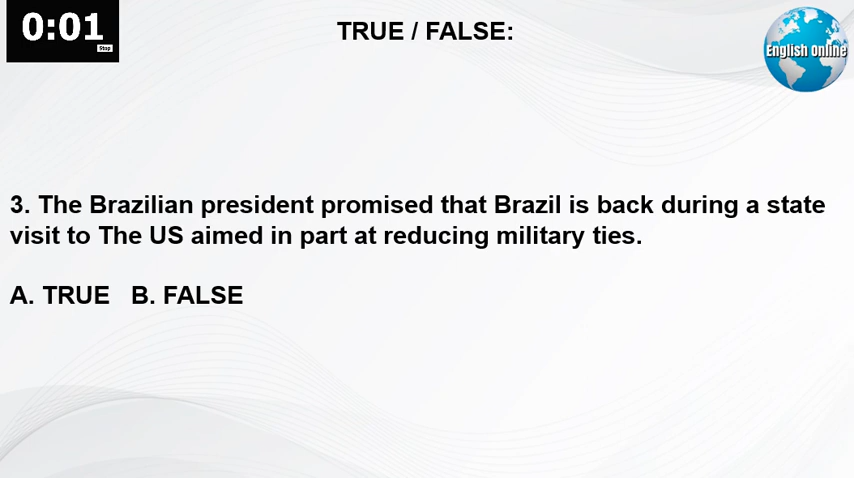 0:01
Stop
TRUE / FALSE:
English Online
3. The Brazilian president promised that Brazil is back during a state
visit to The US aimed in part at reducing military ties.
A. TRUE B. FALSE